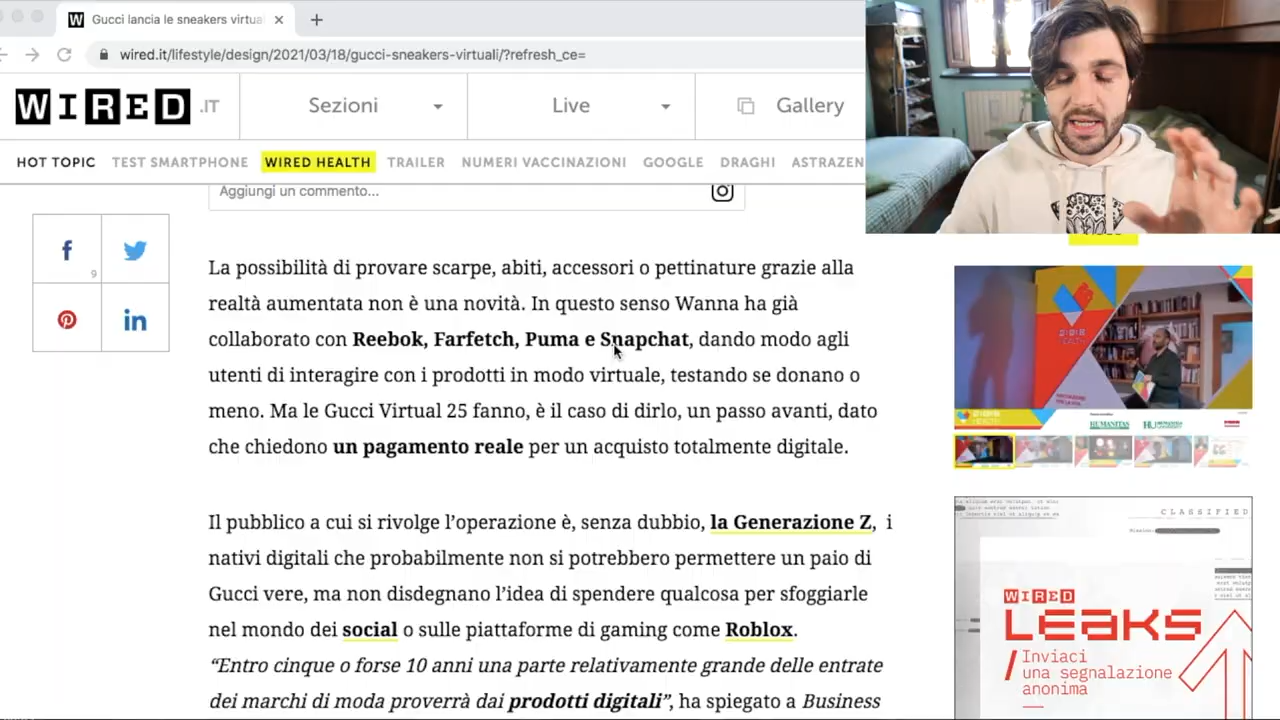 Gucci lancia le sneakers virtua
wired.it/lifestyle/design/2021/03/18/gucci-sneakers-virtuali/?refresh_ce=
WIRED.IT
Sezioni
Live
Gallery
HOT TOPIC TEST SMARTPHONE WIRED HEALTH TRAILER NUMERI VACCINAZIONI GOOGLE DRAGHI ASTRAZEN
Aggiungi un commento...
9
La possibilità di provare scarpe, abiti, accessori o pettinature grazie alla
realtà aumentata non è una novità. In questo senso Wanna ha già
collaborato con Reebok, Farfetch, Puma e Snapchat, dando modo agli
utenti di interagire con i prodotti in modo virtuale, testando se donano o
meno. Ma le Gucci Virtual 25 fanno, è il caso di dirlo, un passo avanti, dato
che chiedono un pagamento reale per un acquisto totalmente digitale.
Il pubblico a cui si rivolge l'operazione è, senza dubbio, la Generazione Z, i
nativi digitali che probabilmente non si potrebbero permettere un paio di
Gucci vere, ma non disdegnano l'idea di spendere qualcosa per sfoggiarle
nel mondo dei social o sulle piattaforme di gaming come Roblox.
“Entro cinque o forse 10 anni una parte relativamente grande delle entrate
dei marchi di moda proverrà dai prodotti digitali”, ha spiegato a Business
HEALTH
HUMANITAS
CLASSIFIED
WIRED
LEAKS
Inviaci
una segnalazione
anonima